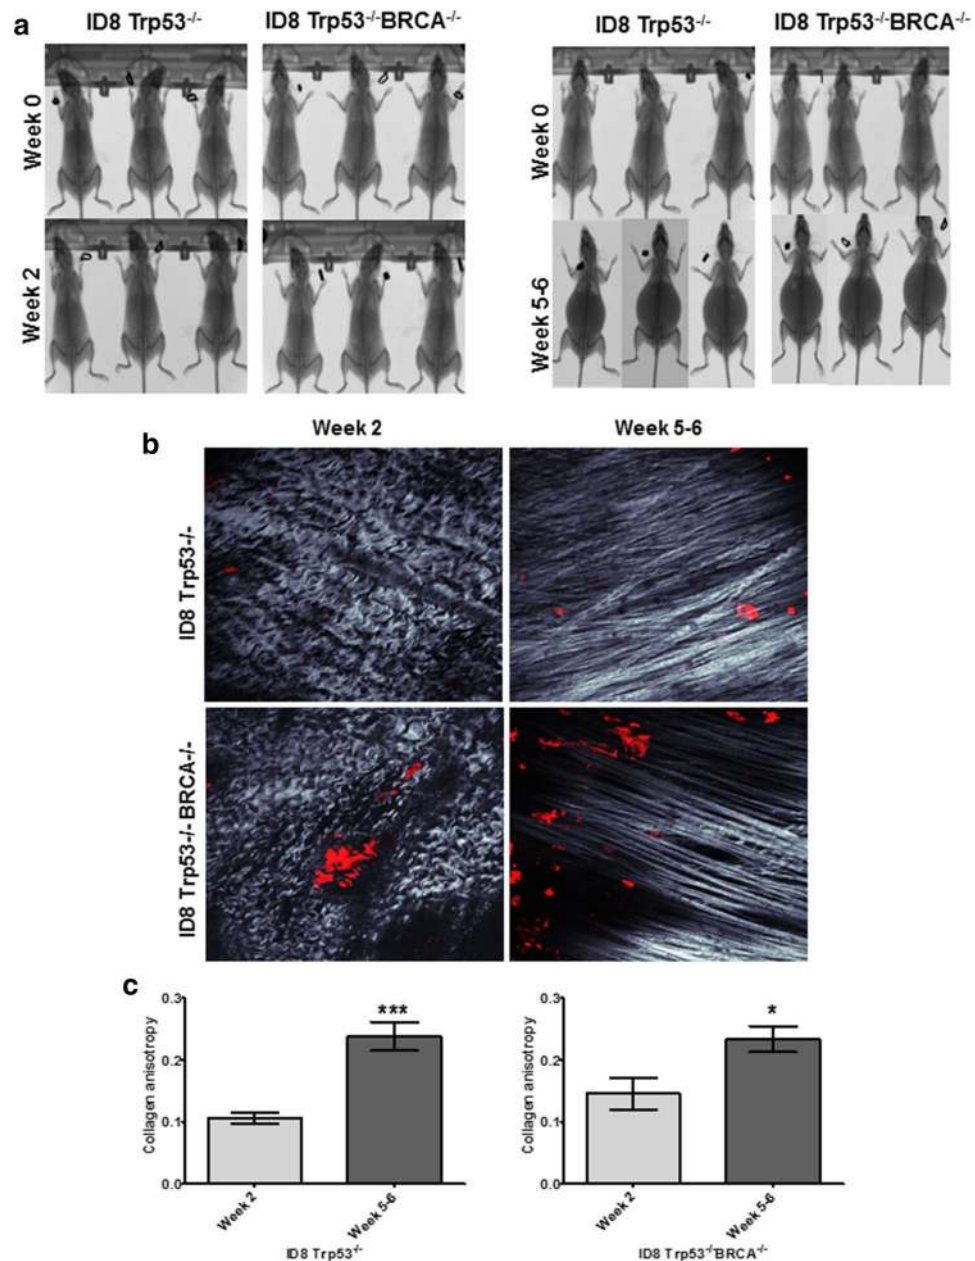 a
ID8 Trp53-/-
ID8 Trp53-/-BRCA-/-
ID8 Trp53-/-
ID8 Trp53-/-BRCA-/-
Week 0
Week 2
Week 0
Week 5-6
b
Week 2
Week 5-6
ID8 Trp53-/-
ID8 Trp53-/- BRCA-/-
c
Collagen anisotropy
0.3
0.2
0.1
0.0
***
Week 2
Week 5-6
ID8 Trp53-/-
Collagen anisotropy
0.3
0.2
0.1
0.0
*
Week 2
Week 5-6
ID8 Trp53-/-BRCA-/-